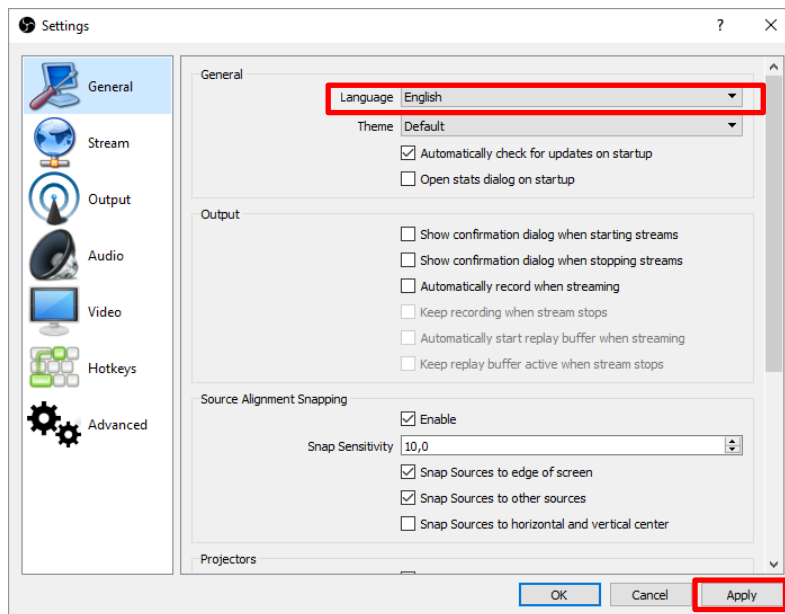 Settings
?
General
Stream
Output
Audio
Video
Hotkeys
Advanced
General
Language English
Theme Default
Automatically check for updates on startup
Open stats dialog on startup
Output
Show confirmation dialog when starting streams
Show confirmation dialog when stopping streams
Automatically record when streaming
Keep recording when stream stops
Automatically start replay buffer when streaming
Keep replay buffer active when stream stops
Source Alignment Snapping
Enable
Snap Sensitivity 10,0
Snap Sources to edge of screen
Snap Sources to other sources
Snap Sources to horizontal and vertical center
Projectors
OK Cancel Apply